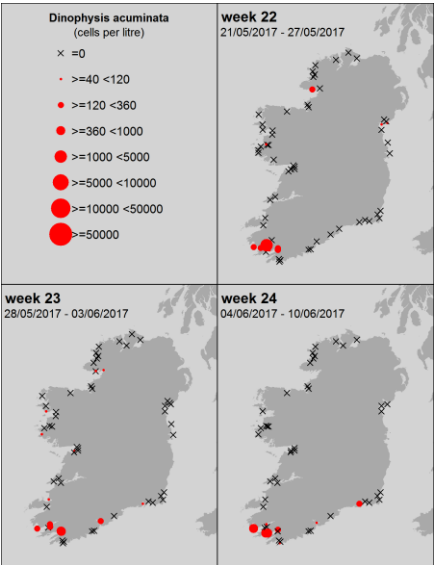 Dinophysis acuminata
(cells per litre)
=0
>=40 <120
>=120 <360
>=360 <1000
>=1000 <5000
>=5000 <10000
>=10000 <50000
>=50000
week 22
21/05/2017 - 27/05/2017
week 23
28/05/2017 - 03/06/2017
week 24
04/06/2017 - 10/06/2017